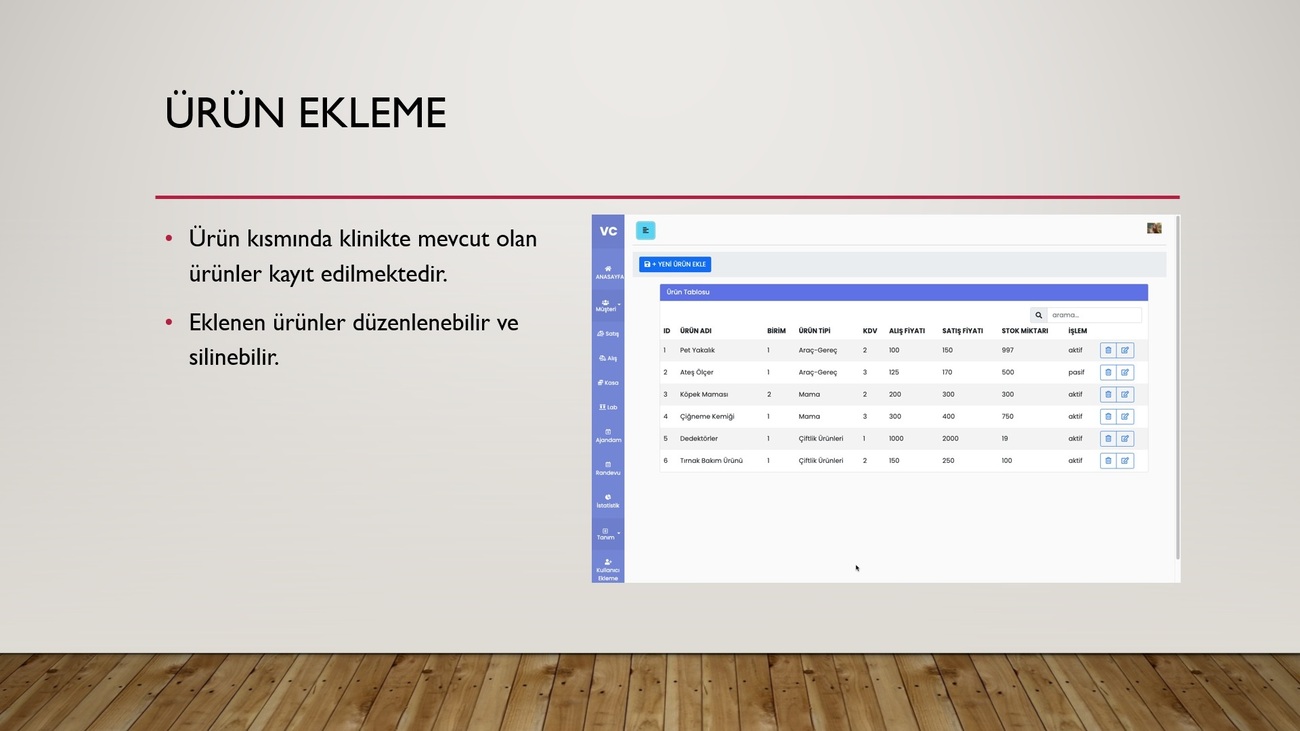 ÜRÜN EKLEME
• Ürün kısmında klinikte mevcut olan
ürünler kayıt edilmektedir.
• Eklenen ürünler düzenlenebilir ve
silinebilir.
VC
ANASAYFA
Müşteri
Satış
Alış
Kasa
Lab
Ajandam
Randevu
İstatistik
Tanım
Kullanıcı
Ekleme
+ YENİ ÜRÜN EKLE
Ürün Tablosu
arama...
ID ÜRÜN ADI BİRİM ÜRÜN TİPİ KDV ALIŞ FİYATI SATIŞ FİYATI STOK MİKTARI İŞLEM
1 Pet Yakalık 1 Araç-Gereç 2 100 150 997 aktif
2 Ateş Ölçer 1 Araç-Gereç 3 125 170 500 pasif
3 Köpek Maması 2 Mama 2 200 300 300 aktif
4 Çiğneme Kemiği 1 Mama 3 300 400 750 aktif
5 Dedektörler 1 Çiftlik Ürünleri 1 1000 2000 19 aktif
6 Tırnak Bakım Ürünü 1 Çiftlik Ürünleri 2 150 250 100 aktif